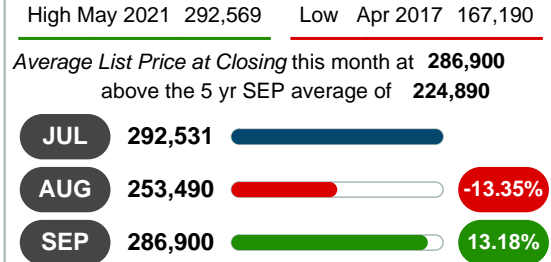 High May 2021 292,569 Low Apr 2017 167,190
Average List Price at Closing this month at 286,900
above the 5 yr SEP average of 224,890
JUL 292,531
AUG 253,490 -13.35%
SEP 286,900 13.18%